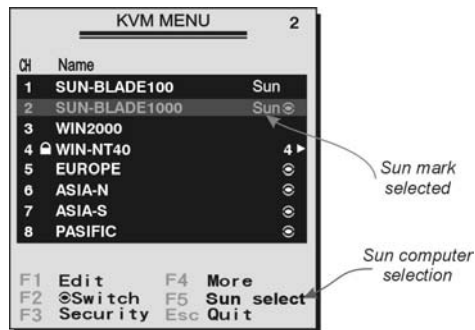 KVM MENU 2
CH Name
1 SUN-BLADE100 Sun
2 SUN-BLADE1000 Sun
3 WIN2000
4 WIN-NT40 4
5 EUROPE
6 ASIA-N
7 ASIA-S
8 PASIFIC
Sun mark
selected
Sun computer
selection
F1 Edit F4 More
F2 Switch F5 Sun select
F3 Security Esc Quit